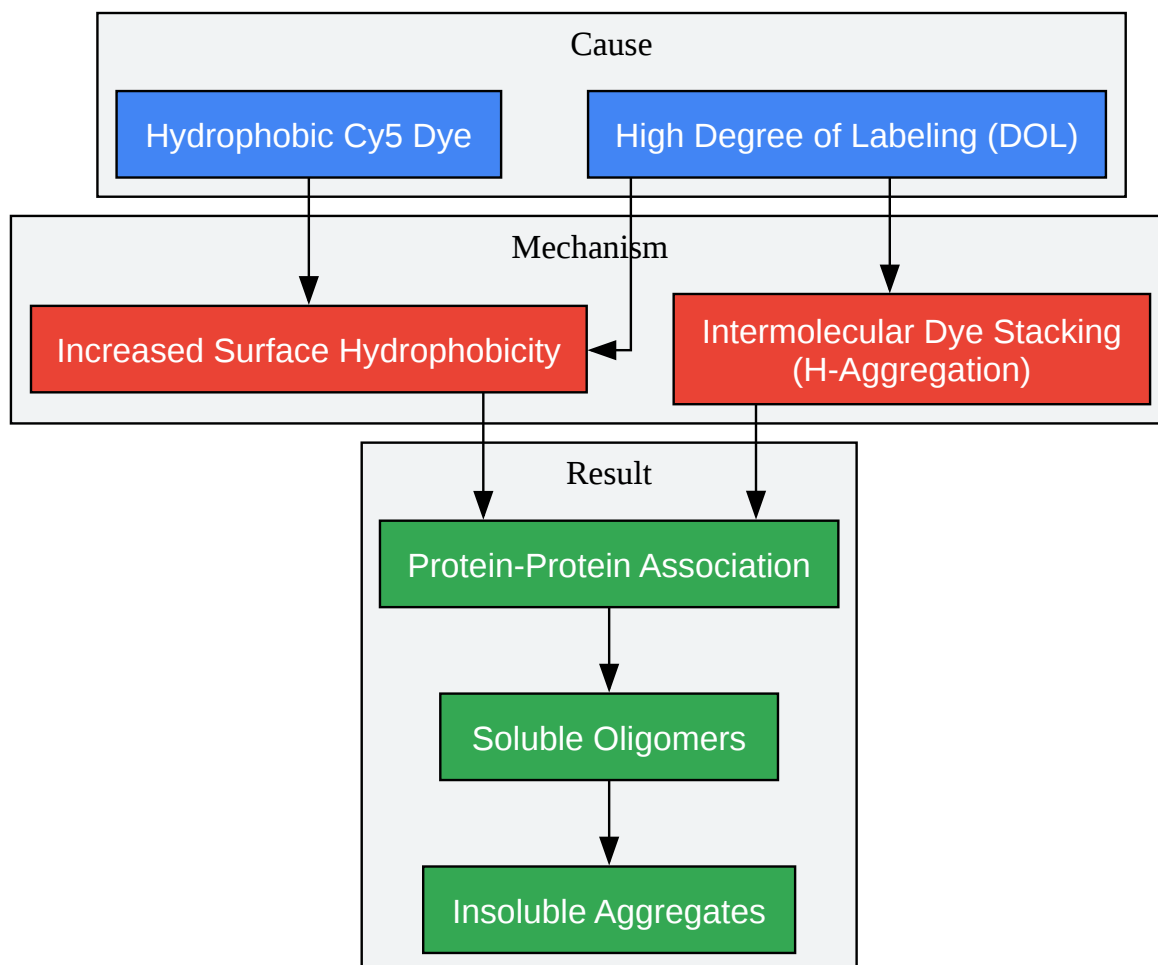 Cause
Hydrophobic Cy5 Dye
High Degree of Labeling (DOL)
Mechanism
Increased Surface Hydrophobicity
Intermolecular Dye Stacking
(H-Aggregation)
Result
Protein-Protein Association
Soluble Oligomers
Insoluble Aggregates